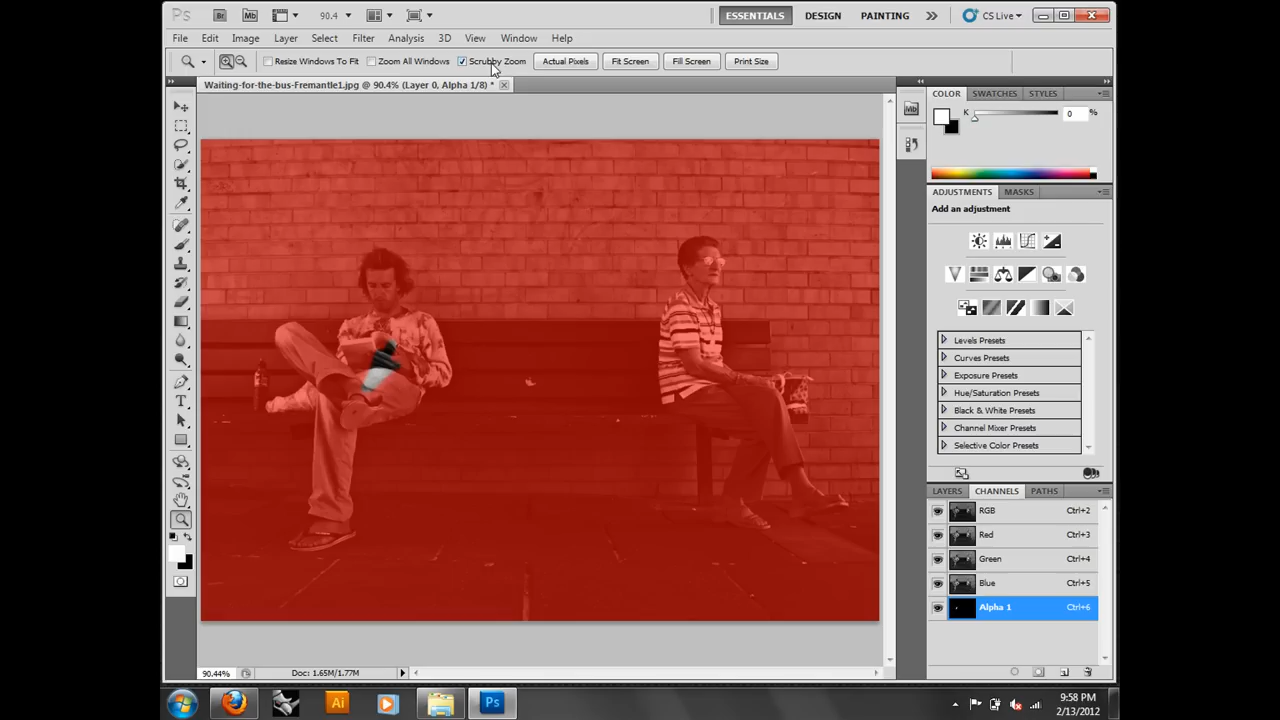 Ps Br Mb 90.4 ESSENTIALS DESIGN PAINTING CS Live
File Edit Image Layer Select Filter Analysis 3D View Window Help
Resize Windows To Fit Zoom All Windows Scrubby Zoom Actual Pixels Fit Screen Fill Screen Print Size
Waiting-for-the-bus-Fremantle1.jpg @ 90.4% (Layer 0, Alpha 1/8) *
COLOR SWATCHES STYLES
K 0 %
ADJUSTMENTS MASKS
Add an adjustment
Levels Presets
Curves Presets
Exposure Presets
Hue/Saturation Presets
Black & White Presets
Channel Mixer Presets
Selective Color Presets
LAYERS CHANNELS PATHS
RGB Ctrl+2
Red Ctrl+3
Green Ctrl+4
Blue Ctrl+5
Alpha 1 Ctrl+6
90.44% Doc: 1.65M/1.77M
Ai Ps
9:58 PM
2/13/2012